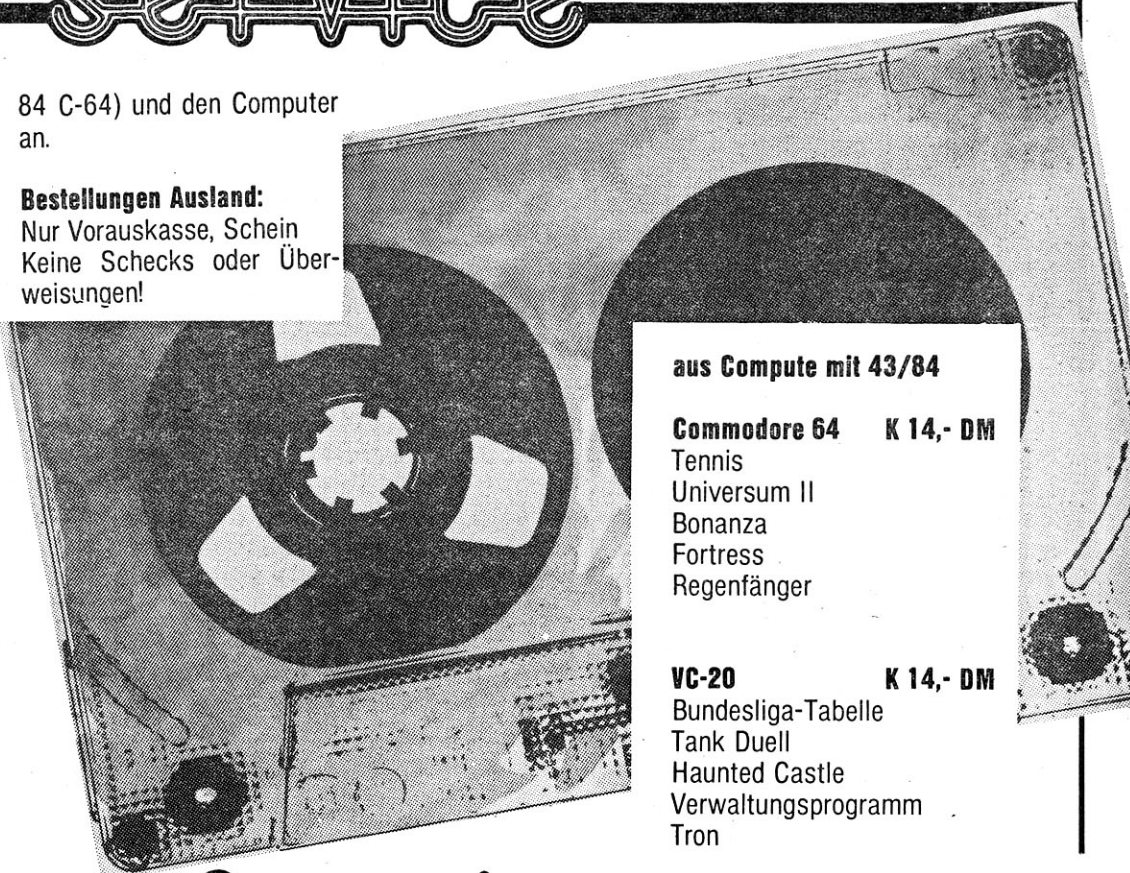 service
84 C-64) und den Computer
an.
Bestellungen Ausland:
Nur Vorauskasse, Schein
Keine Schecks oder Über-
weisungen!
aus Compute mit 43/84
Commodore 64 K 14,- DM
Tennis
Universum II
Bonanza
Fortress
Regenfänger
VC-20 K 14,- DM
Bundesliga-Tabelle
Tank Duell
Haunted Castle
Verwaltungsprogramm
Tron